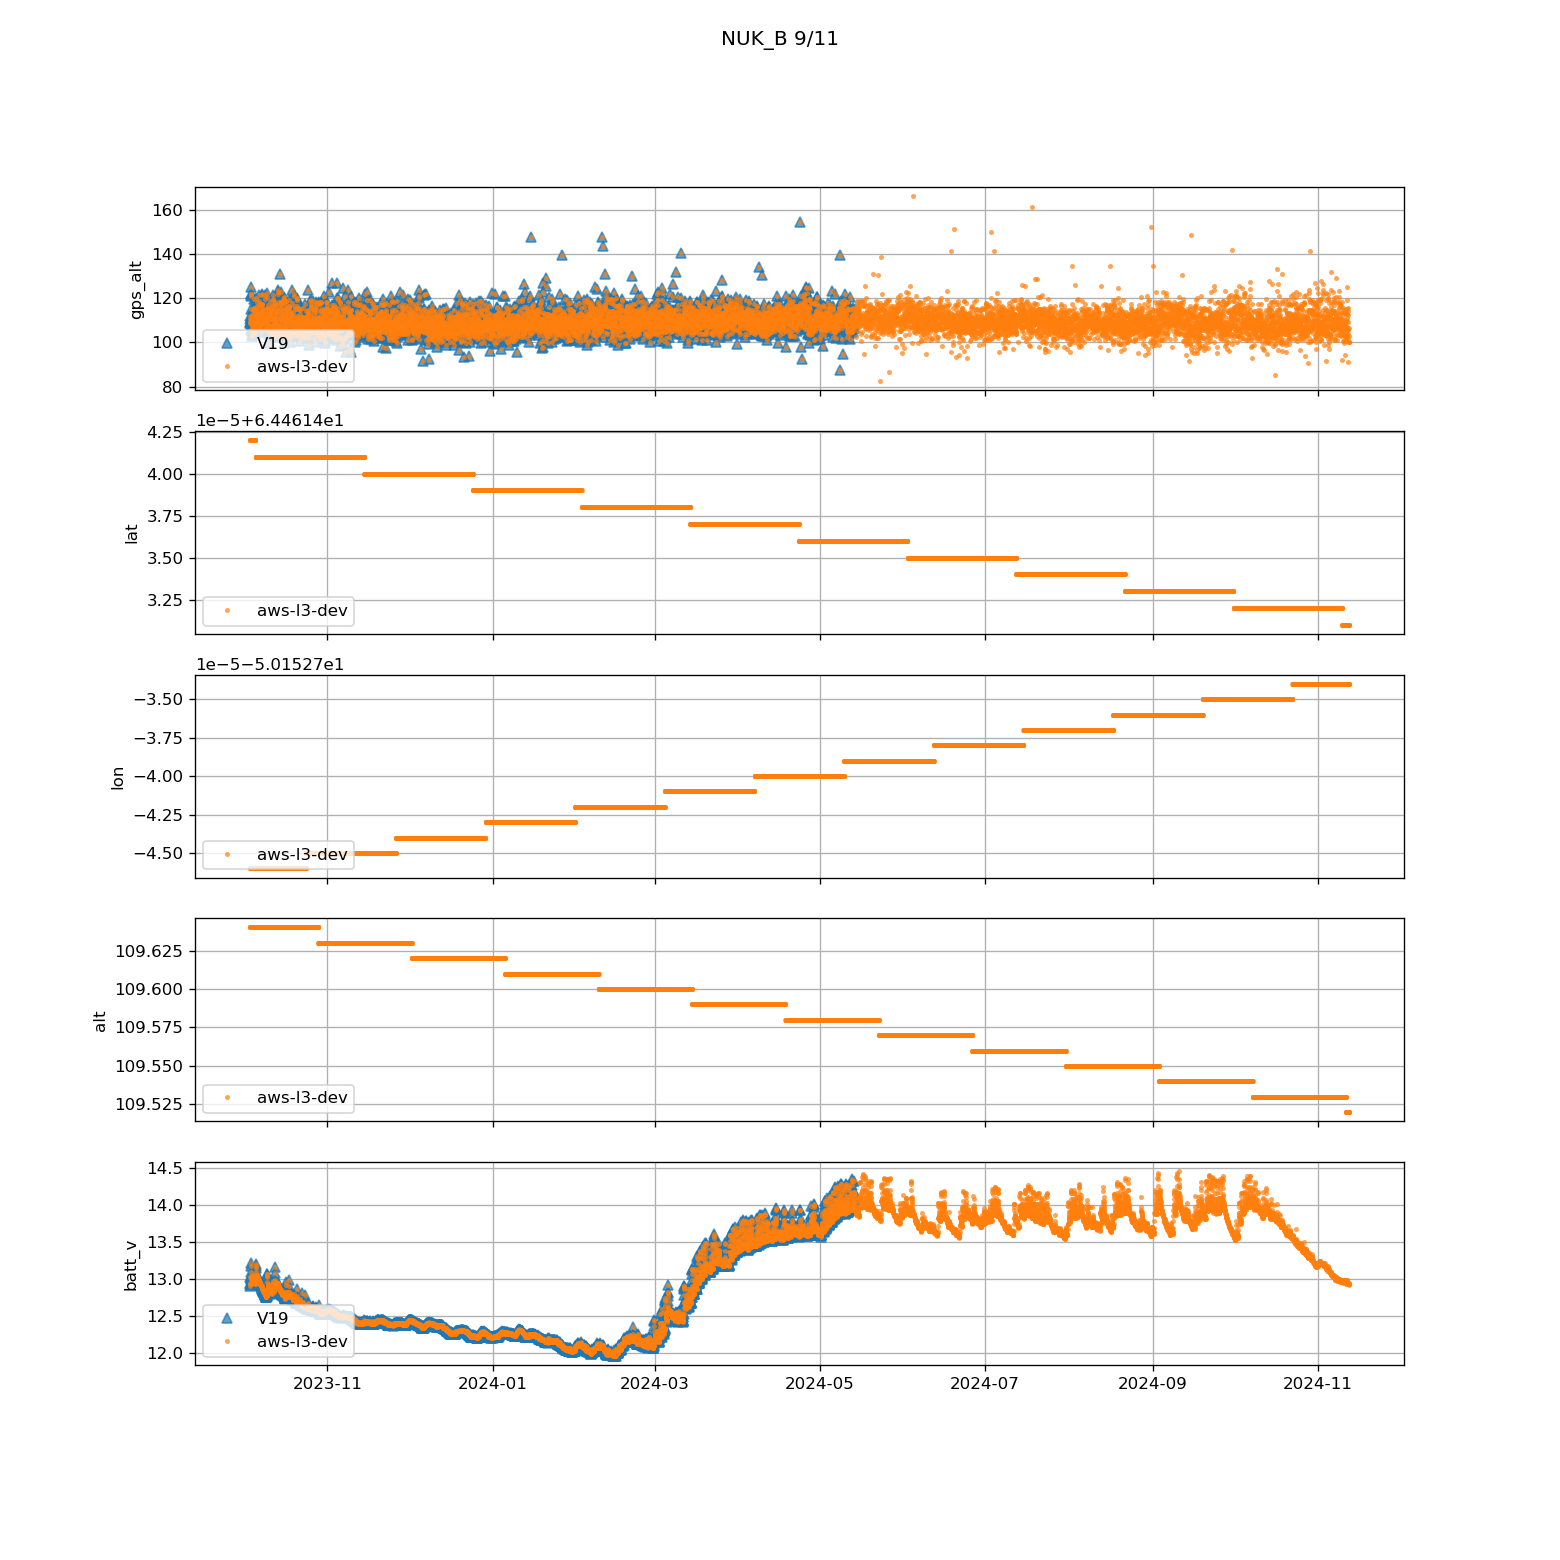 NUK_B 9/11
160
140
120
100
80
gps_alt
V19
aws-l3-dev
1e−5+6.44614e1
4.25
4.00
3.75
3.50
3.25
lat
aws-l3-dev
1e−5−5.01527e1
−3.50
−3.75
−4.00
−4.25
−4.50
lon
aws-l3-dev
109.625
109.600
109.575
109.550
109.525
alt
aws-l3-dev
14.5
14.0
13.5
13.0
12.5
12.0
batt_v
V19
aws-l3-dev
2023-11 2024-01 2024-03 2024-05 2024-07 2024-09 2024-11